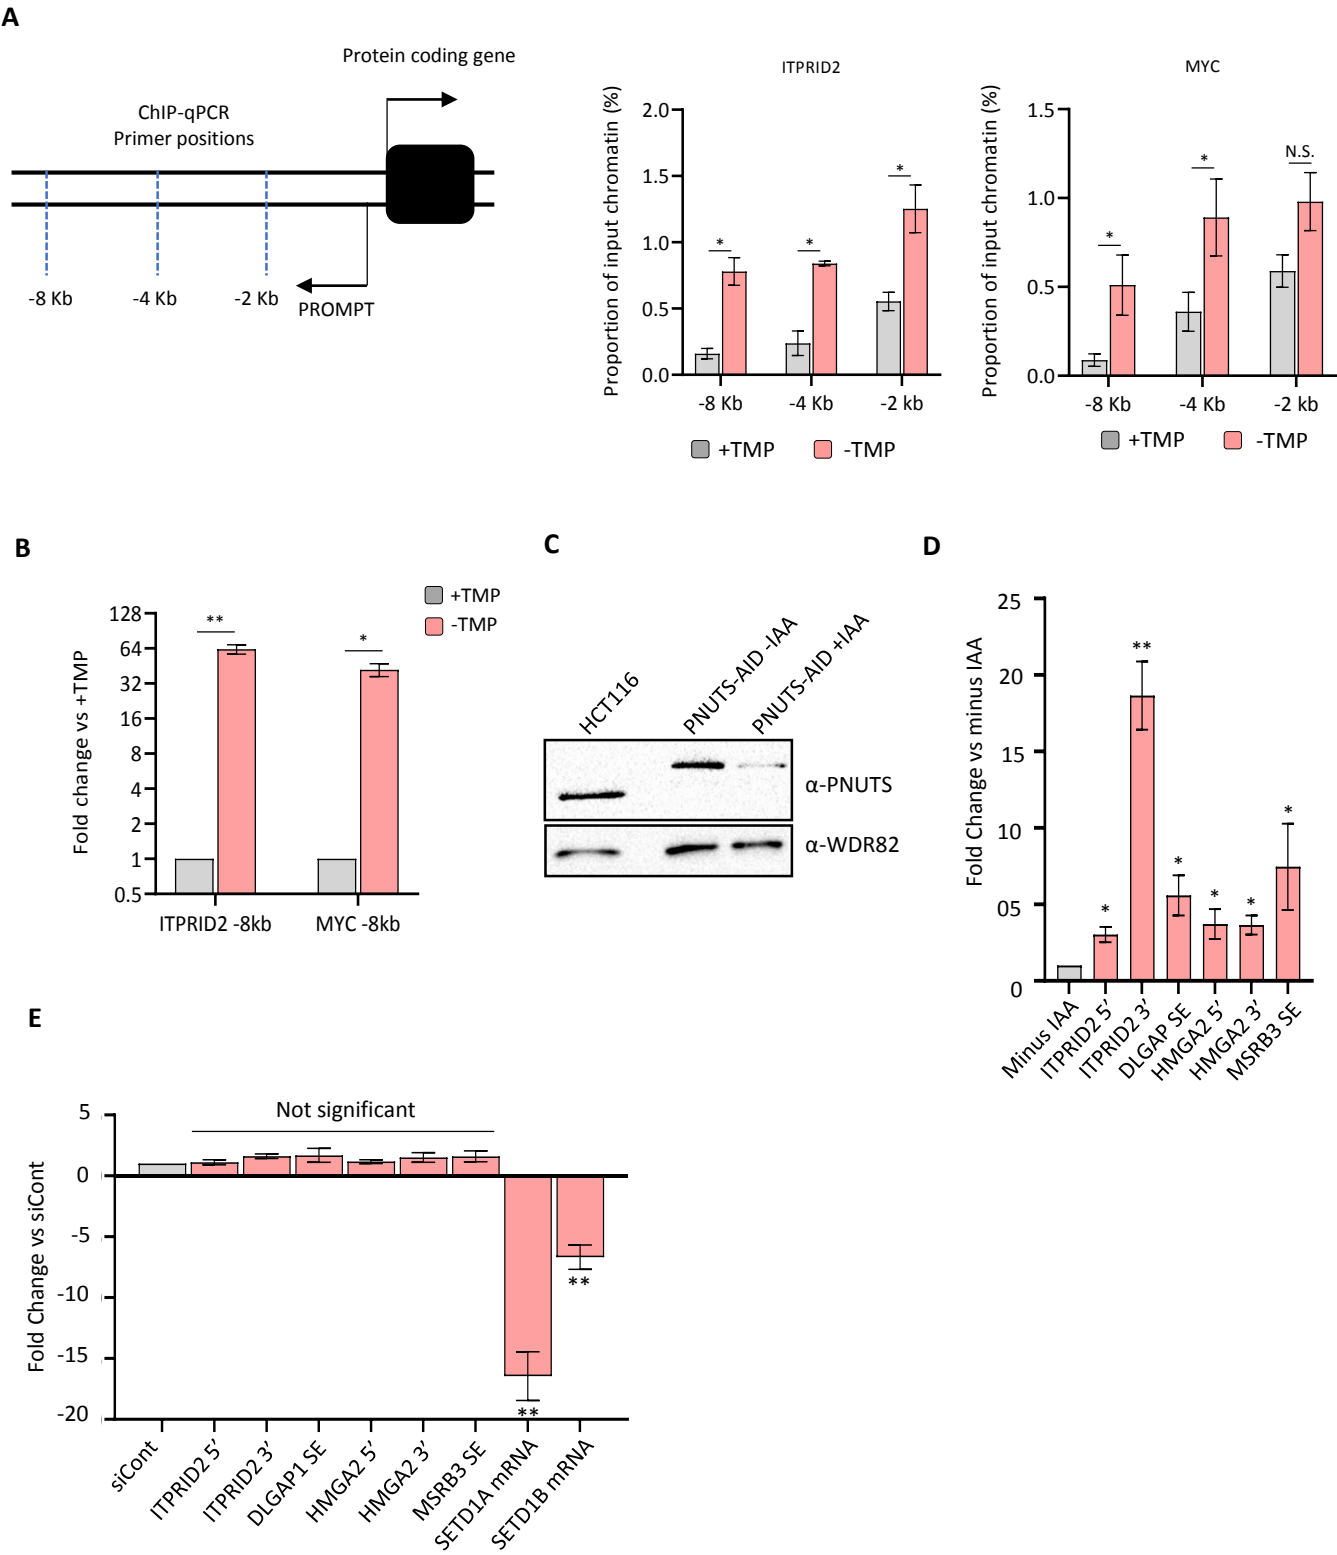 A
Protein coding gene
ChIP-qPCR
Primer positions
-8 Kb
-4 Kb
-2 Kb
PROMPT
ITPRID2
Proportion of input chromatin (%)
2.0
1.5
1.0
0.5
0.0
*
*
*
-8 Kb
-4 Kb
-2 kb
+TMP
-TMP
MYC
Proportion of input chromatin (%)
1.5
1.0
0.5
0.0
*
*
N.S.
-8 Kb
-4 Kb
-2 kb
+TMP
-TMP
B
Fold change vs +TMP
128
64
32
16
8
4
2
1
0.5
**
*
+TMP
-TMP
ITPRID2 -8kb
MYC -8kb
C
HCT116
PNUTS-AID -IAA
PNUTS-AID +IAA
α-PNUTS
α-WDR82
D
Fold Change vs minus IAA
25
20
15
10
05
0
*
**
*
*
*
*
Minus IAA
ITPRID2 5′
ITPRID2 3′
DLGAP SE
HMGA2 5′
HMGA2 3′
MSRB3 SE
E
Fold Change vs siCont
5
0
-5
-10
-15
-20
Not significant
**
**
siCont
ITPRID2 5′
ITPRID2 3′
DLGAP1 SE
HMGA2 5′
HMGA2 3′
MSRB3 SE
SETD1A mRNA
SETD1B mRNA